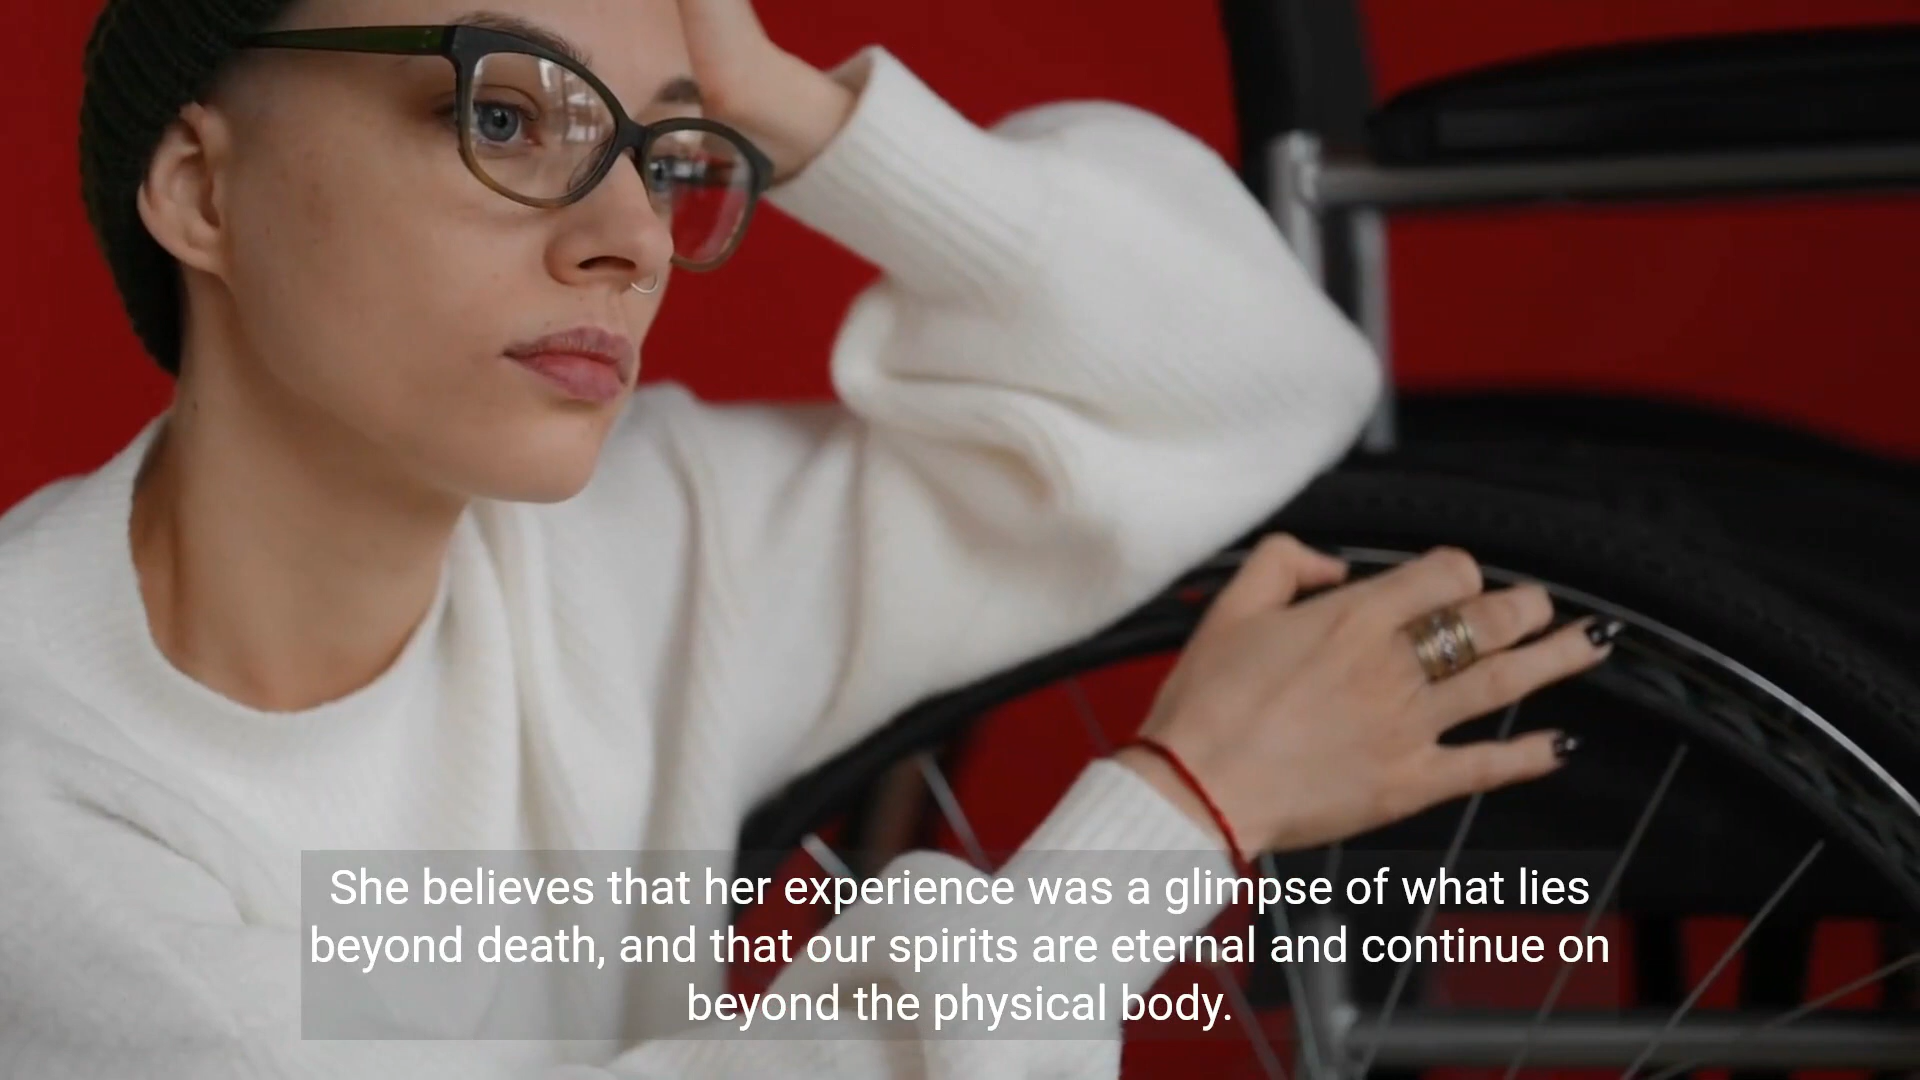 She believes that her experience was a glimpse of what lies
beyond death, and that our spirits are eternal and continue on
beyond the physical body.